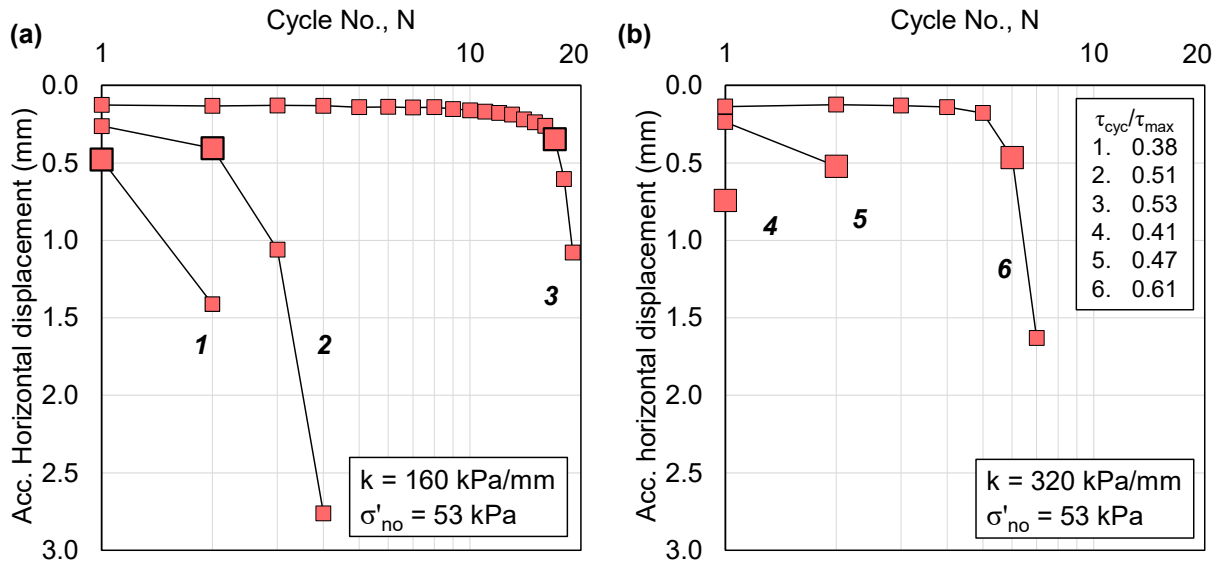 (a)
Cycle No., N
1
10
20
Acc. Horizontal displacement (mm)
0.0
0.5
1.0
1.5
2.0
2.5
3.0
1
2
3
k = 160 kPa/mm
σ'no = 53 kPa
(b)
Cycle No., N
1
10
20
Acc. horizontal displacement (mm)
0.0
0.5
1.0
1.5
2.0
2.5
3.0
4
5
6
τcyc/τmax
1. 0.38
2. 0.51
3. 0.53
4. 0.41
5. 0.47
6. 0.61
k = 320 kPa/mm
σ'no = 53 kPa